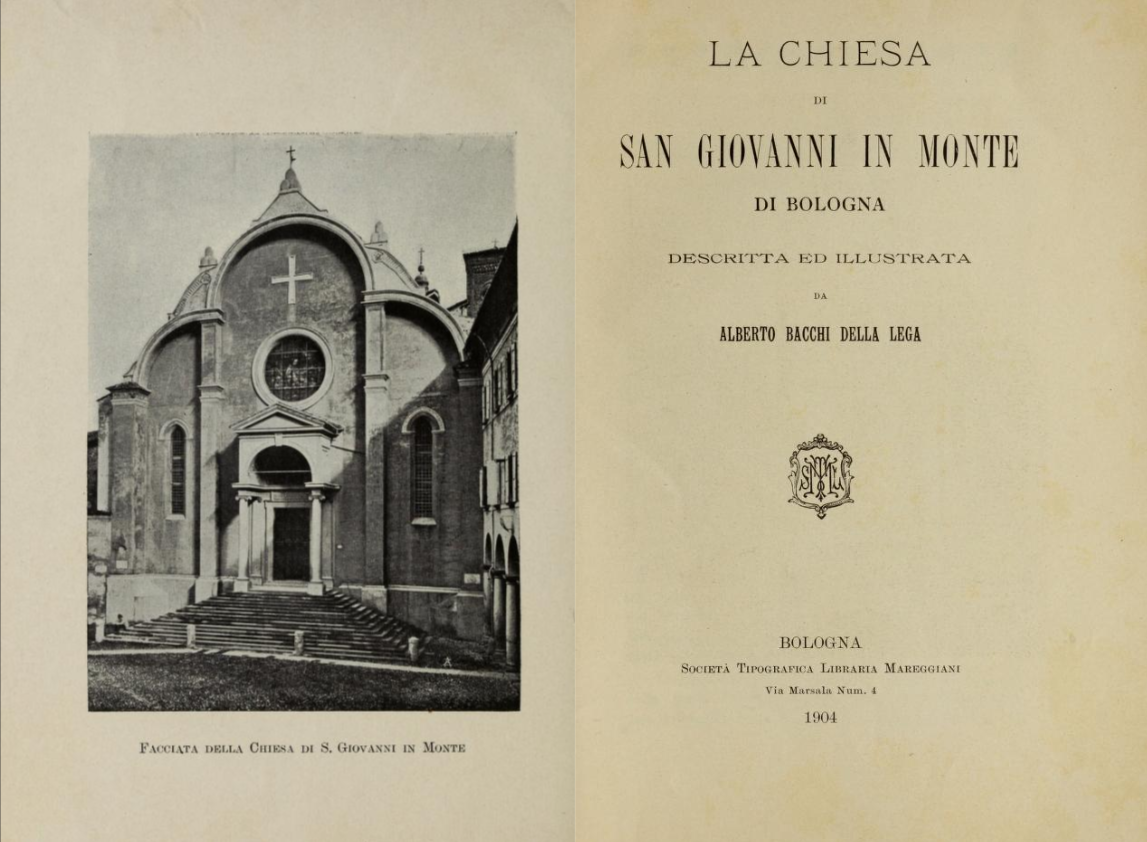 FACCIATA DELLA CHIESA DI S. GIOVANNI IN MONTE
LA CHIESA
DI
SAN GIOVANNI IN MONTE
DI BOLOGNA
DESCRITTA ED ILLUSTRATA
DA
ALBERTO BACCHI DELLA LEGA
BOLOGNA
SOCIETÀ TIPOGRAFICA LIBRARIA MAREGGIANI
Via Marsala Num. 4
1904